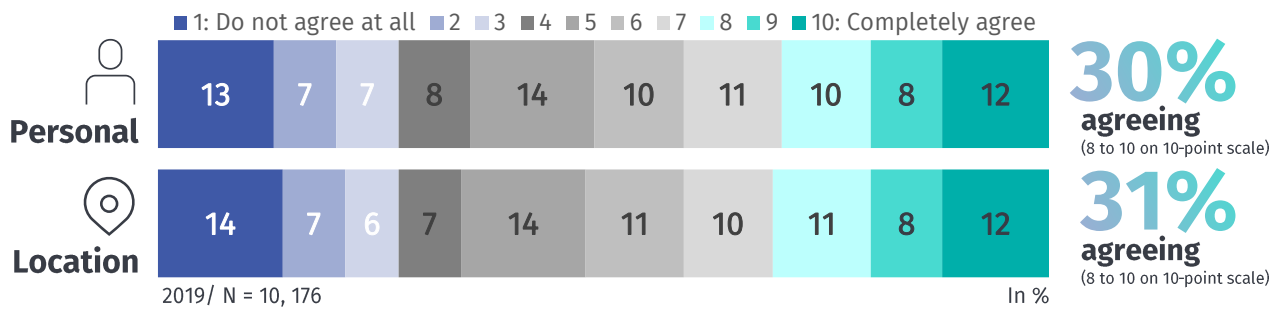 1: Do not agree at all 2 3 4 5 6 7 8 9 10: Completely agree
Personal
13 7 7 8 14 10 11 10 8 12
30%
agreeing
(8 to 10 on 10-point scale)
Location
14 7 6 7 14 11 10 11 8 12
31%
agreeing
(8 to 10 on 10-point scale)
2019/ N = 10, 176
In %